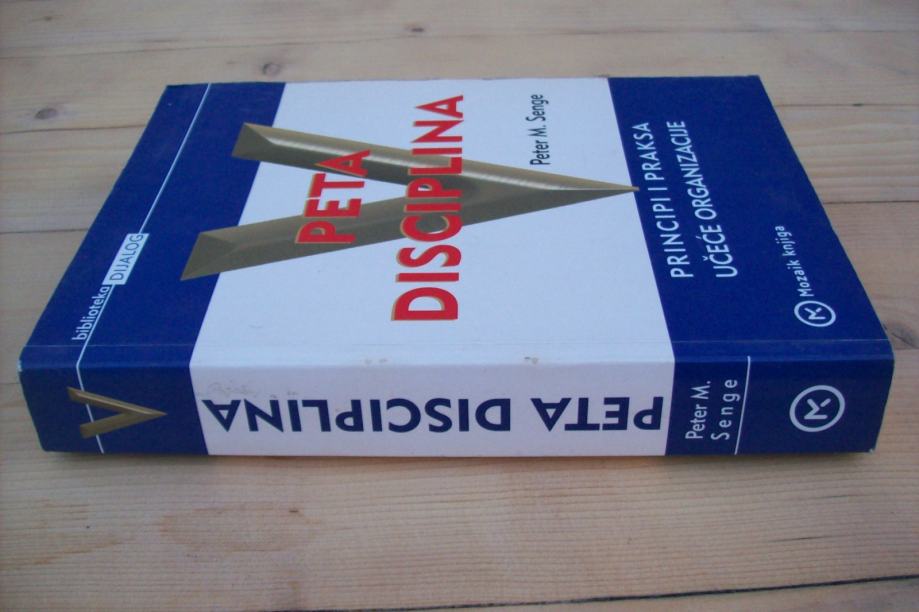 biblioteka DIJALOG
PETA
DISCIPLINA
Peter M. Senge
PRINCIPI I PRAKSA
UČEĆE ORGANIZACIJE
Mozaik knjiga
V
PETA DISCIPLINA
Peter M.
Senge